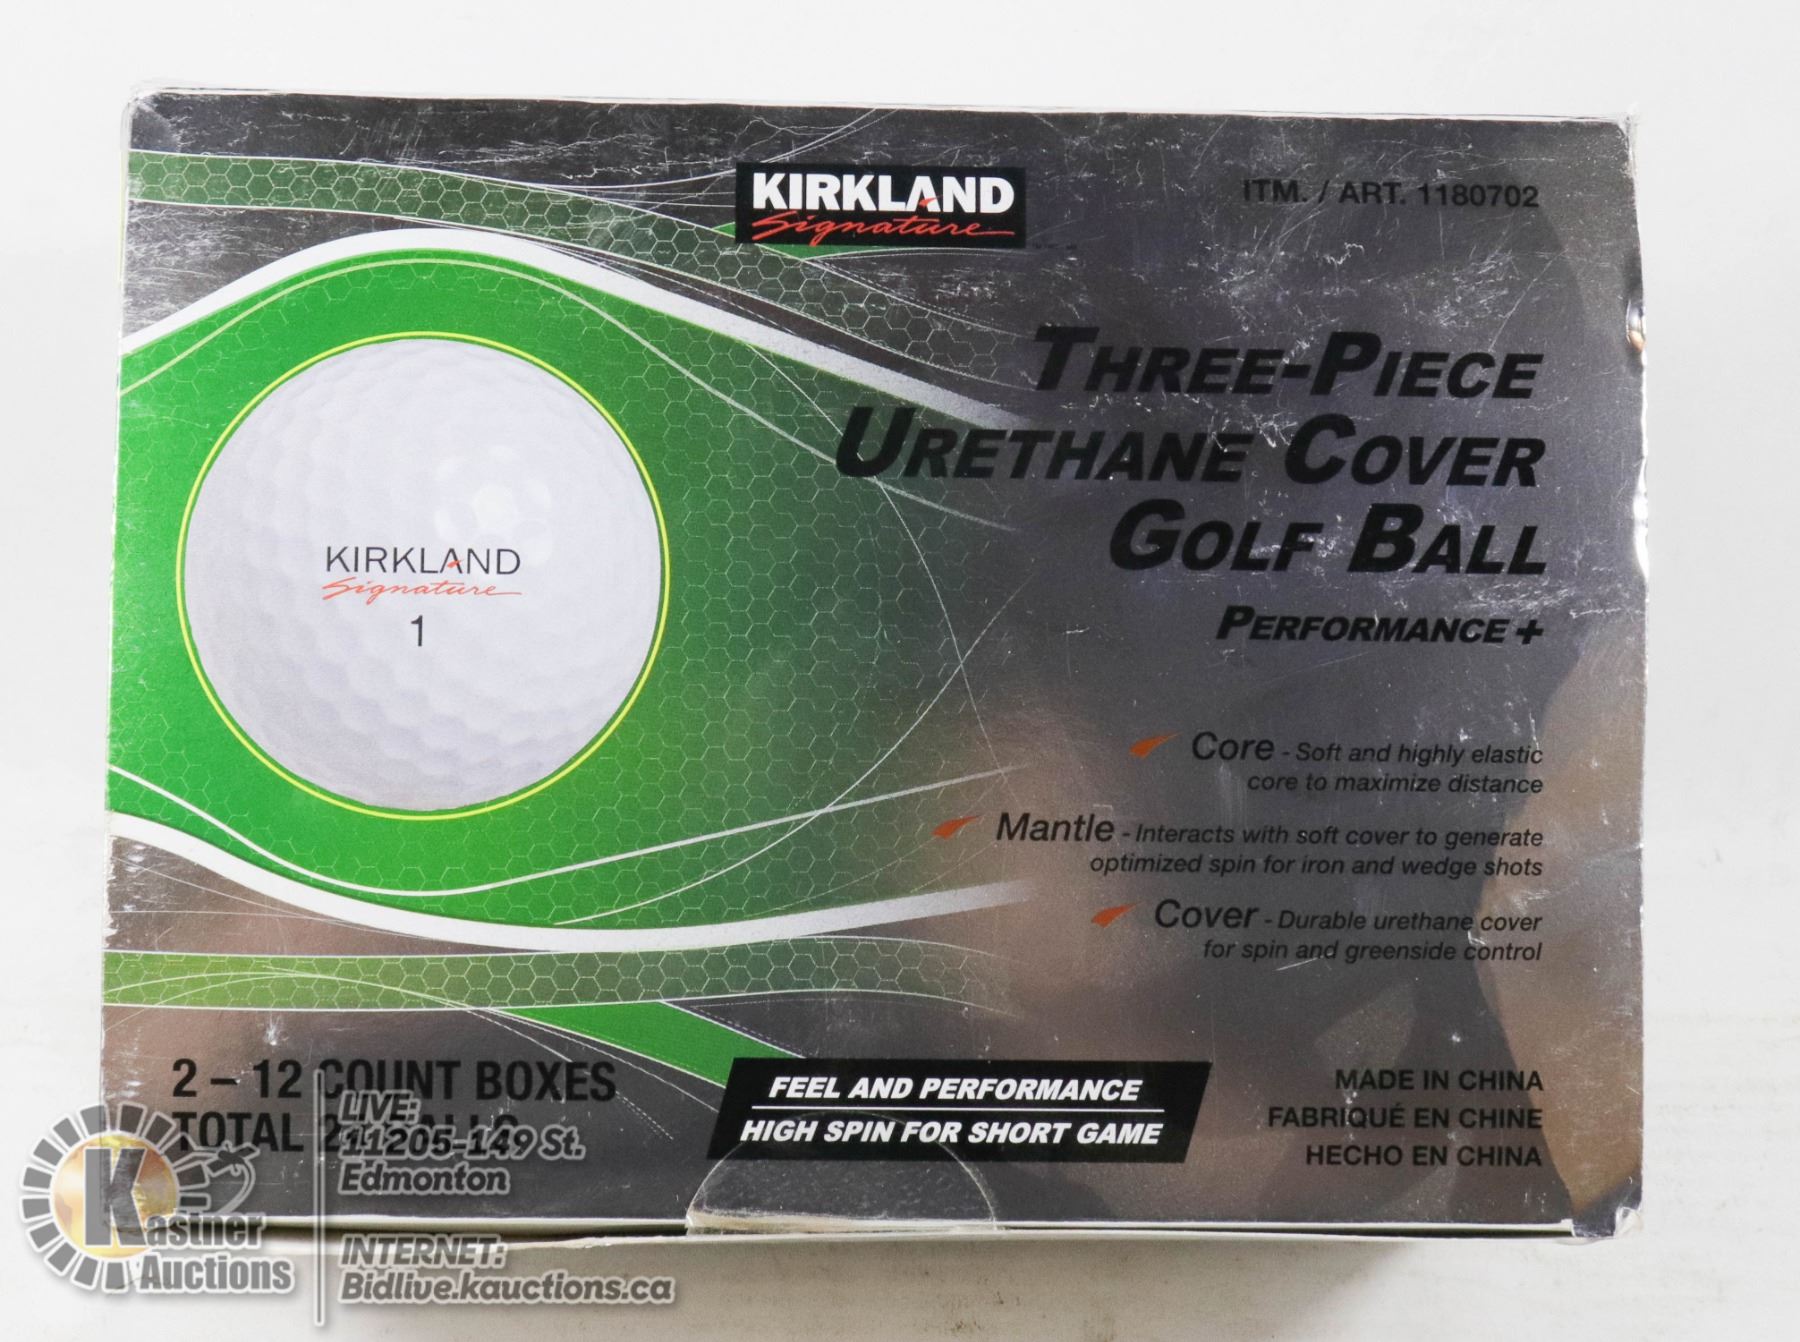 KIRKLAND
Signature
ITM. / ART. 1180702
THREE-PIECE
URETHANE COVER
GOLF BALL
PERFORMANCE+
KIRKLAND
Signature
1
Core - Soft and highly elastic
core to maximize distance
Mantle - Interacts with soft cover to generate
optimized spin for iron and wedge shots
Cover - Durable urethane cover
for spin and greenside control
2 – 12 COUNT BOXES
TOTAL
FEEL AND PERFORMANCE
HIGH SPIN FOR SHORT GAME
MADE IN CHINA
FABRIQUÉ EN CHINE
HECHO EN CHINA
Kastner
Auctions
LIVE:
11205-149 St.
Edmonton
INTERNET:
Bidlive.kauctions.ca